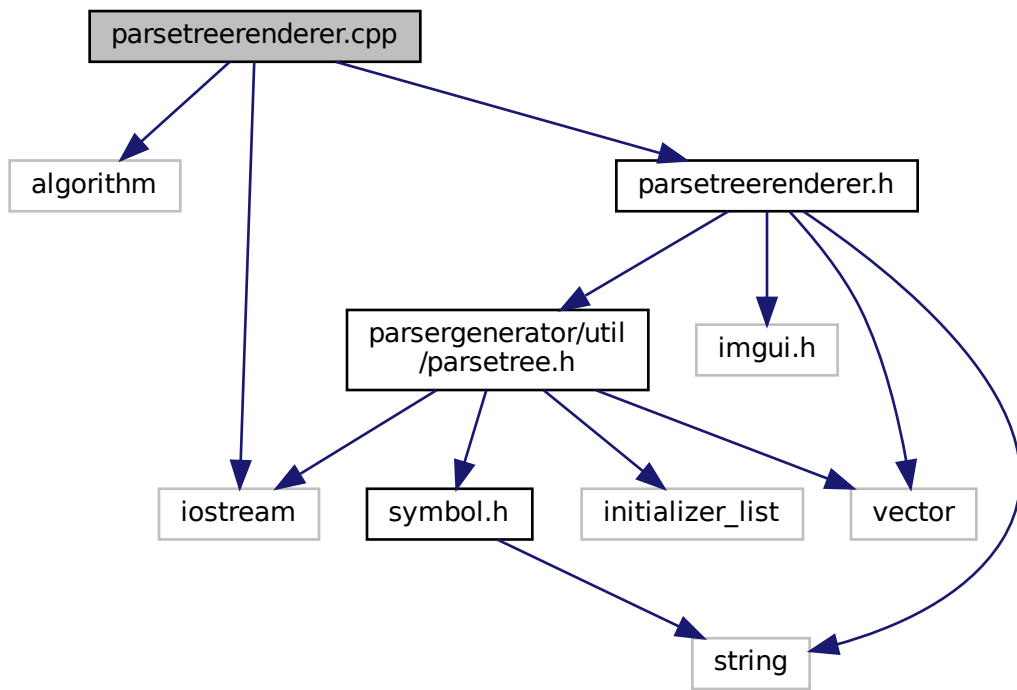 parsetreerenderer.cpp
algorithm
parsetreerenderer.h
parsergenerator/util
/parsetree.h
imgui.h
iostream
symbol.h
initializer_list
vector
string